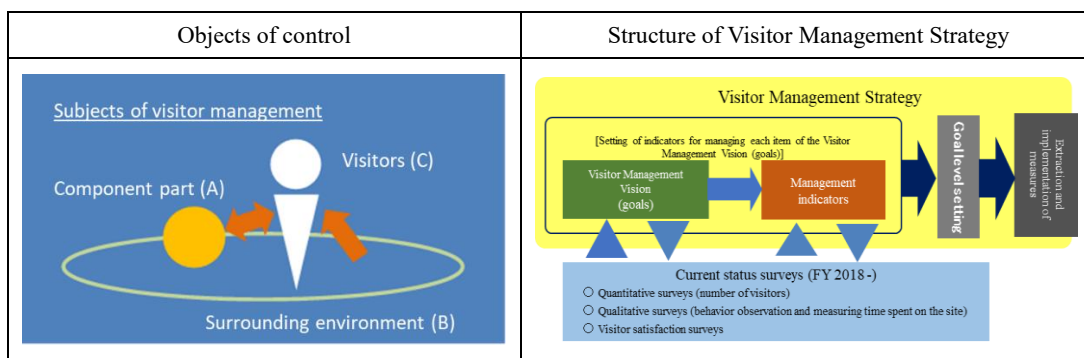 Objects of control
Structure of Visitor Management Strategy
Subjects of visitor management
Visitors (C)
Component part (A)
Surrounding environment (B)
Visitor Management Strategy
[Setting of indicators for managing each item of the Visitor
Management Vision (goals)]
Visitor Management
Vision
(goals)
Management
indicators
Goal level setting
Extraction and
implementation of
measures
Current status surveys (FY 2018 -)
○ Quantitative surveys (number of visitors)
○ Qualitative surveys (behavior observation and measuring time spent on the site)
○ Visitor satisfaction surveys